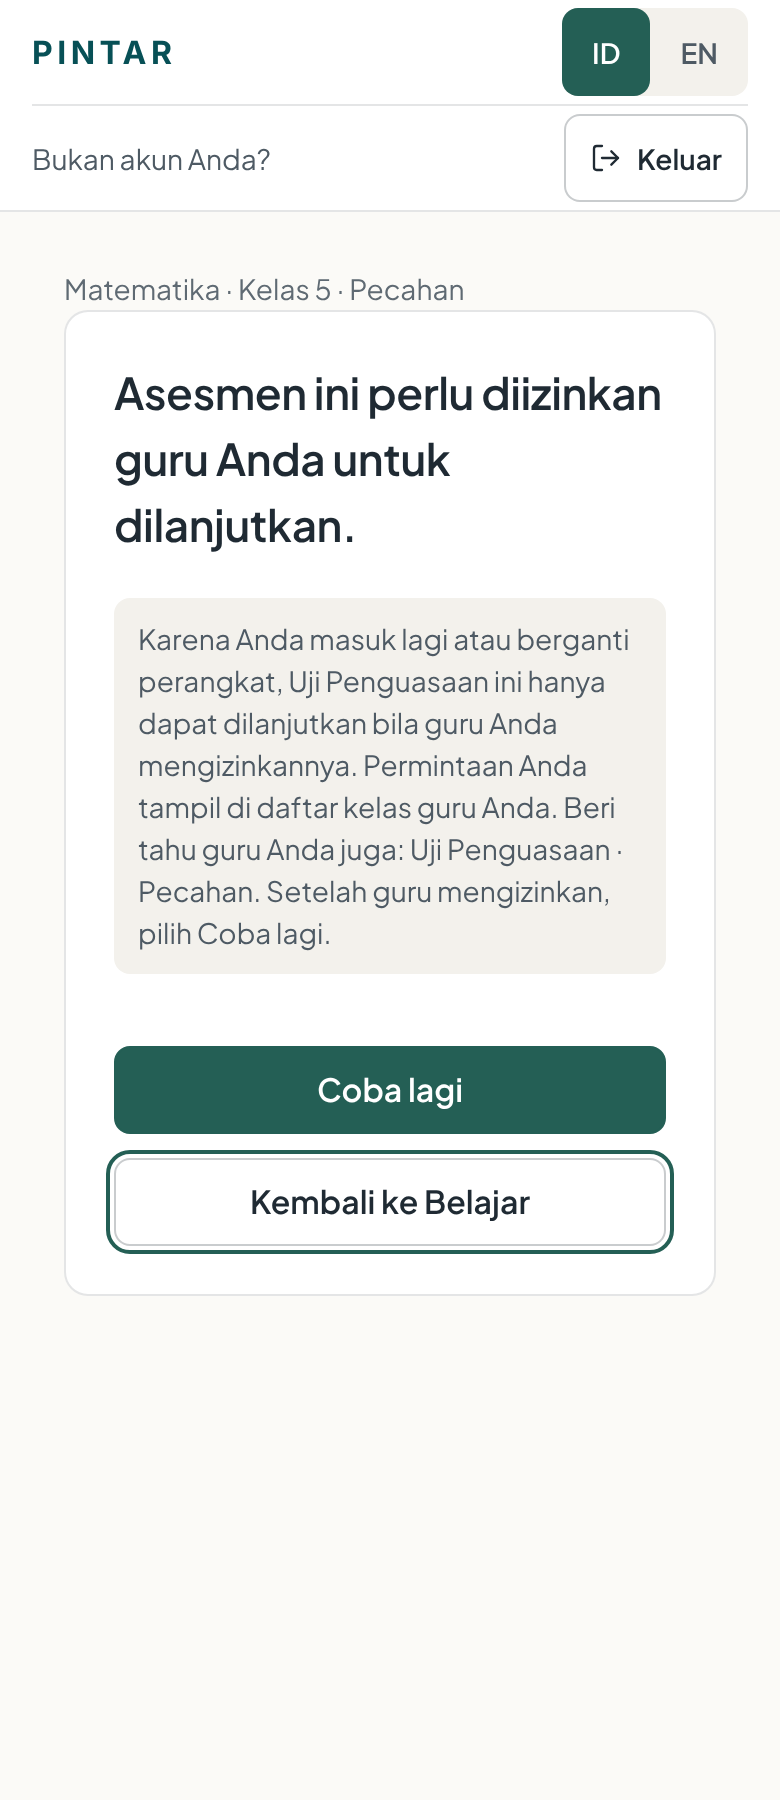 PINTAR
ID
EN
Bukan akun Anda?
Keluar
Matematika · Kelas 5 · Pecahan
Asesmen ini perlu diizinkan
guru Anda untuk
dilanjutkan.
Karena Anda masuk lagi atau berganti
perangkat, Uji Penguasaan ini hanya
dapat dilanjutkan bila guru Anda
mengizinkannya. Permintaan Anda
tampil di daftar kelas guru Anda. Beri
tahu guru Anda juga: Uji Penguasaan ·
Pecahan. Setelah guru mengizinkan,
pilih Coba lagi.
Coba lagi
Kembali ke Belajar